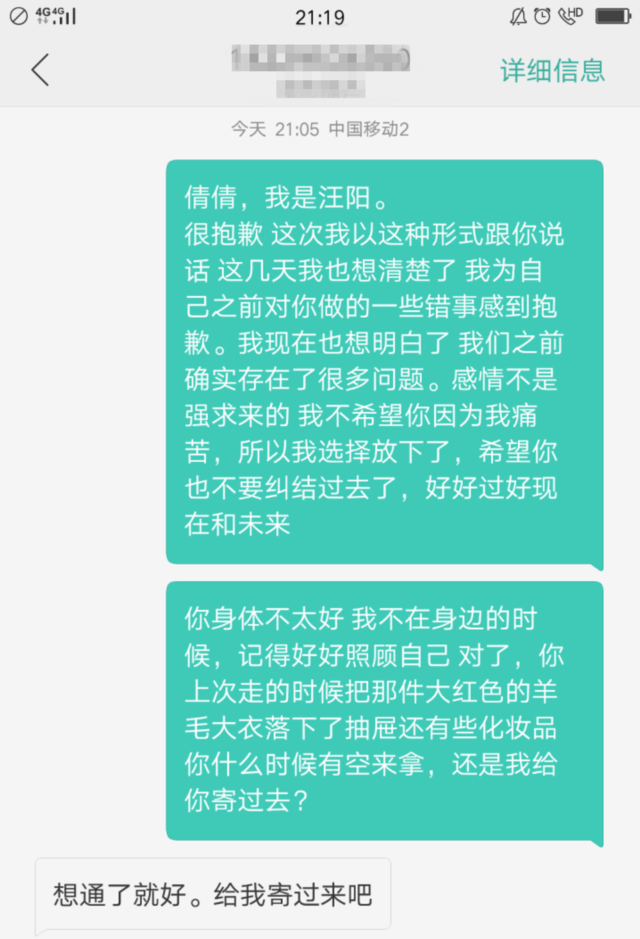 4G 4G
21:19
HD
详细信息
今天 21:05 中国移动2
倩倩，我是汪阳。
很抱歉 这次我以这种形式跟你说
话 这几天我也想清楚了 我为自
己之前对你做的一些错事感到抱
歉。我现在也想明白了 我们之前
确实存在了很多问题。感情不是
强求来的 我不希望你因为我痛
苦，所以我选择放下了，希望你
也不要纠结过去了，好好过好现
在和未来
你身体不太好 我不在身边的时
候，记得好好照顾自己 对了，你
上次走的时候把那件大红色的羊
毛大衣落下了抽屉还有些化妆品
你什么时候有空来拿，还是我给
你寄过去？
想通了就好。给我寄过来吧